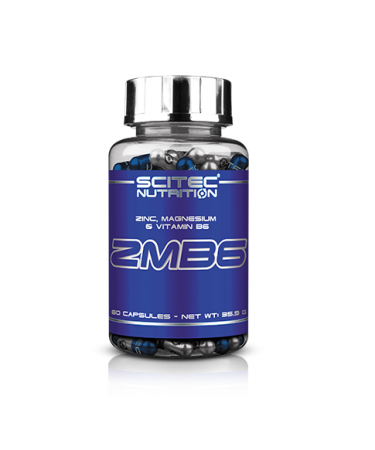 SCITEC
NUTRITION
ZINC, MAGNESIUM
& VITAMIN B6
ZMB6
60 CAPSULES - NET WT: 35.9 G